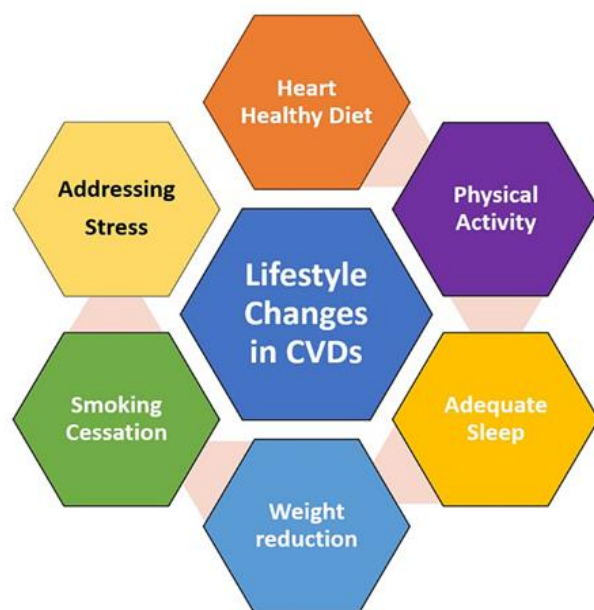 Heart
Healthy Diet
Physical
Activity
Adequate
Sleep
Weight
reduction
Smoking
Cessation
Addressing
Stress
Lifestyle
Changes
in CVDs